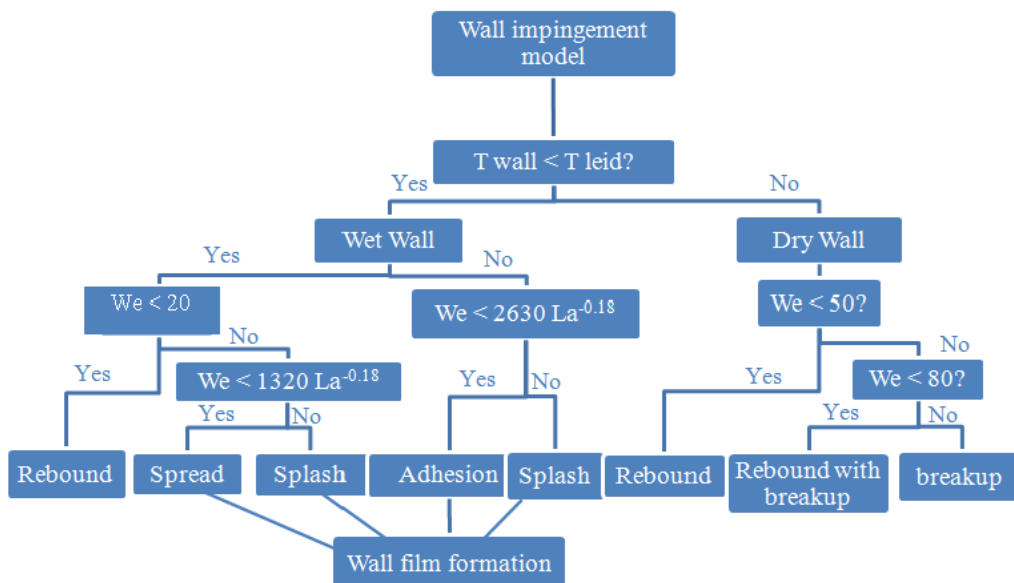 Wall impingement
model
T wall < T leid?
Yes
No
Wet Wall
Dry Wall
Yes
No
We < 20
We < 2630 La⁻⁰·¹⁸
We < 50?
No
No
Yes
We < 1320 La⁻⁰·¹⁸
Yes
No
Yes
We < 80?
Yes
No
Yes
No
Rebound
Spread
Splash
Adhesion
Splash
Rebound
Rebound with
breakup
breakup
Wall film formation